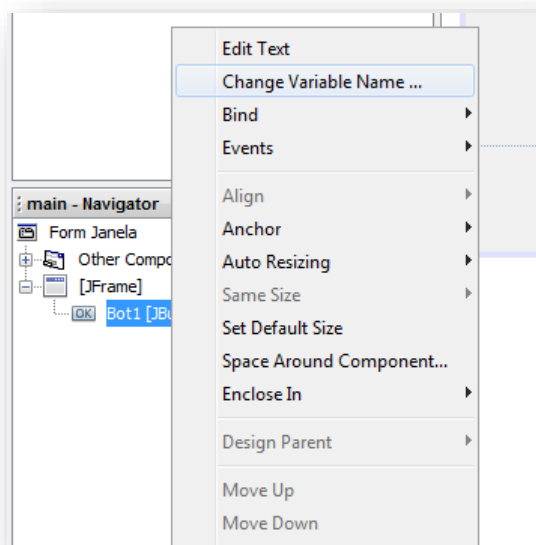 Edit Text
Change Variable Name ...
Bind
Events
Align
Anchor
Auto Resizing
Same Size
Set Default Size
Space Around Component...
Enclose In
Design Parent
Move Up
Move Down
main - Navigator
Form Janela
Other Compo
[JFrame]
OK Bot1 [JBu